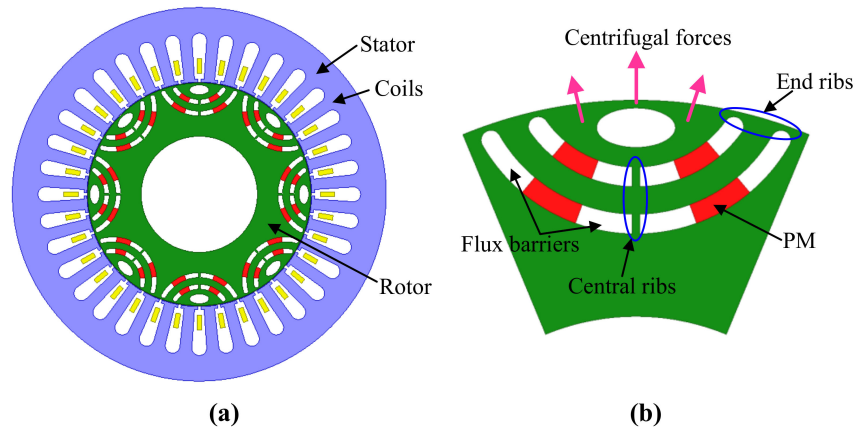 Stator
Coils
Rotor
(a)
Centrifugal forces
End ribs
Flux barriers
PM
Central ribs
(b)